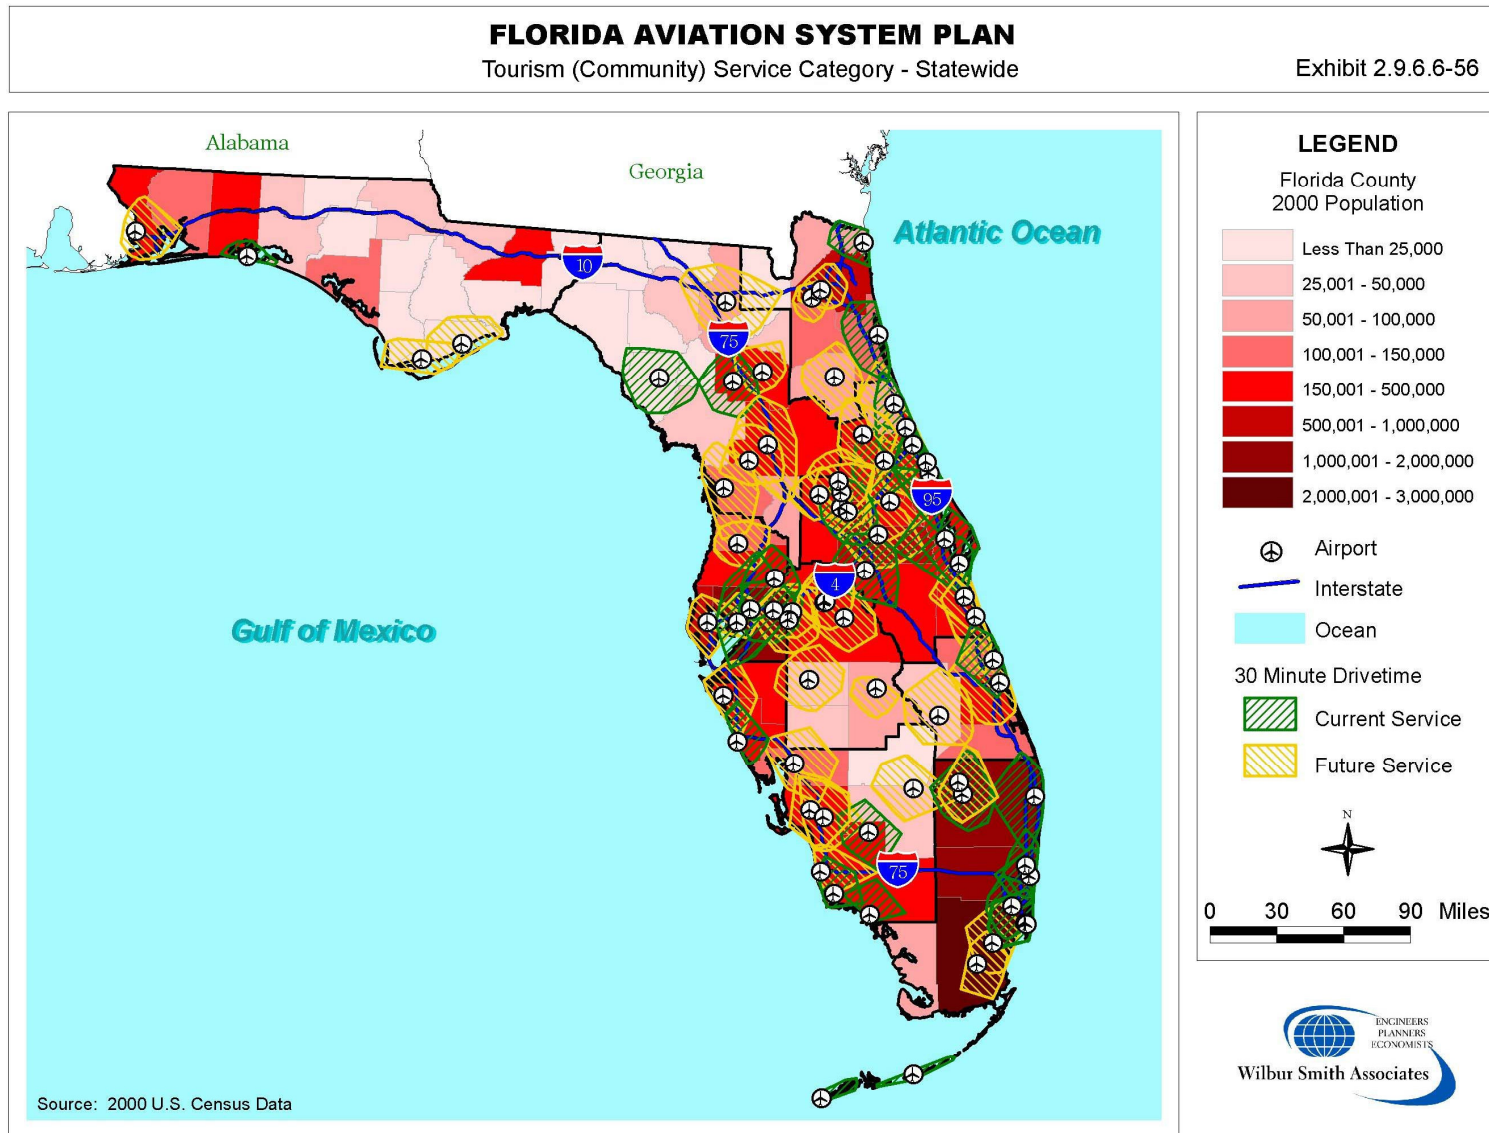 FLORIDA AVIATION SYSTEM PLAN
Tourism (Community) Service Category - Statewide
Exhibit 2.9.6.6-56
Alabama
Georgia
Atlantic Ocean
Gulf of Mexico
10
75
95
4
75
Source: 2000 U.S. Census Data
LEGEND
Florida County
2000 Population
Less Than 25,000
25,001 - 50,000
50,001 - 100,000
100,001 - 150,000
150,001 - 500,000
500,001 - 1,000,000
1,000,001 - 2,000,000
2,000,001 - 3,000,000
Airport
Interstate
Ocean
30 Minute Drivetime
Current Service
Future Service
N
0 30 60 90 Miles
ENGINEERS
PLANNERS
ECONOMISTS
Wilbur Smith Associates